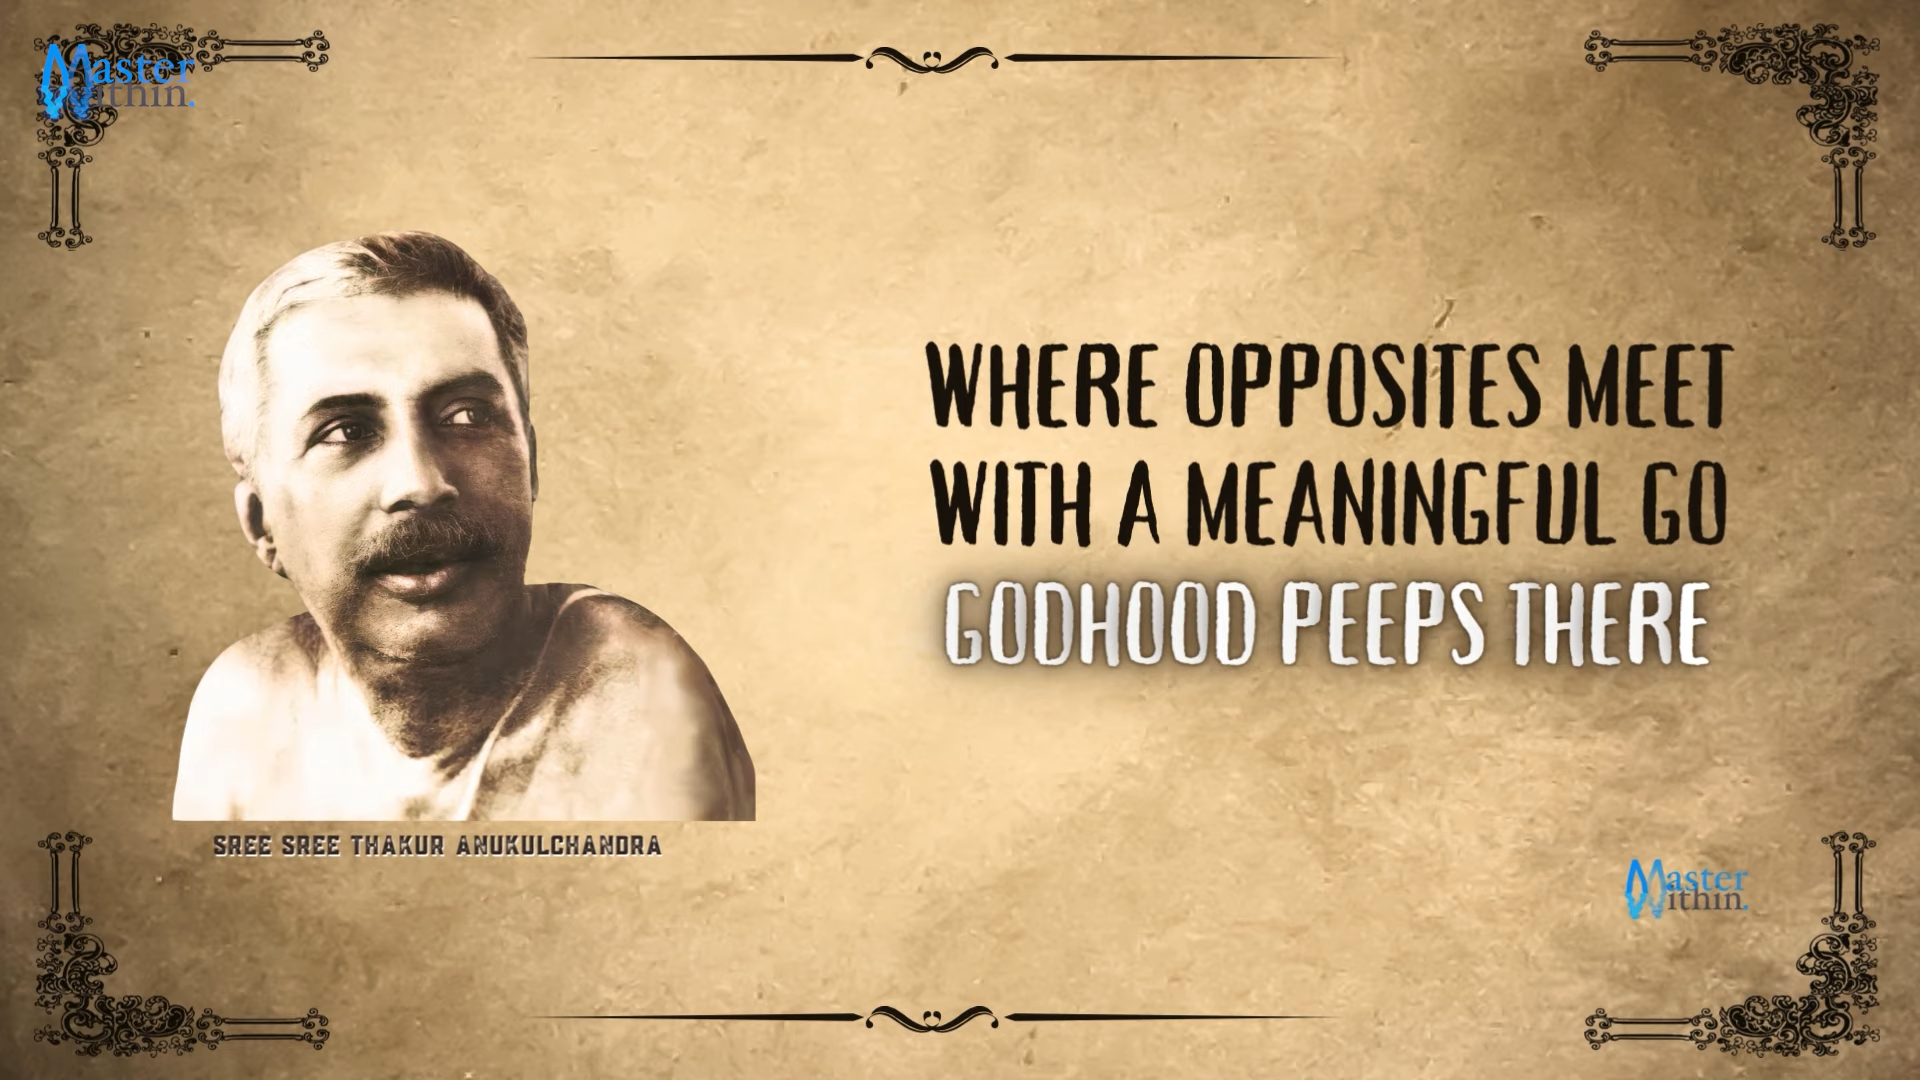 Master
Within.
WHERE OPPOSITES MEET
WITH A MEANINGFUL GO
GODHOOD PEEPS THERE
SREE SREE THAKUR ANUKULCHANDRA
Master
Within.